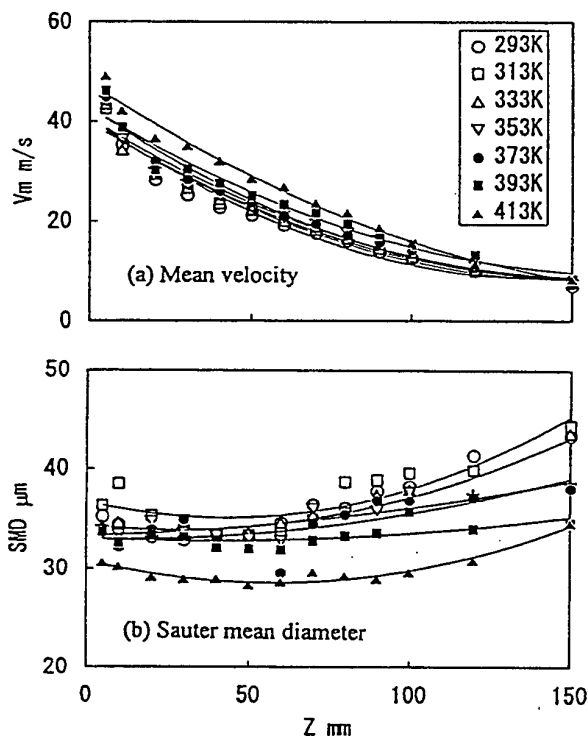 60
40
20
0
Vm m/s
293K
313K
333K
353K
373K
393K
413K
(a) Mean velocity
50
40
30
20
SMD μm
(b) Sauter mean diameter
0
50
100
150
Z mm